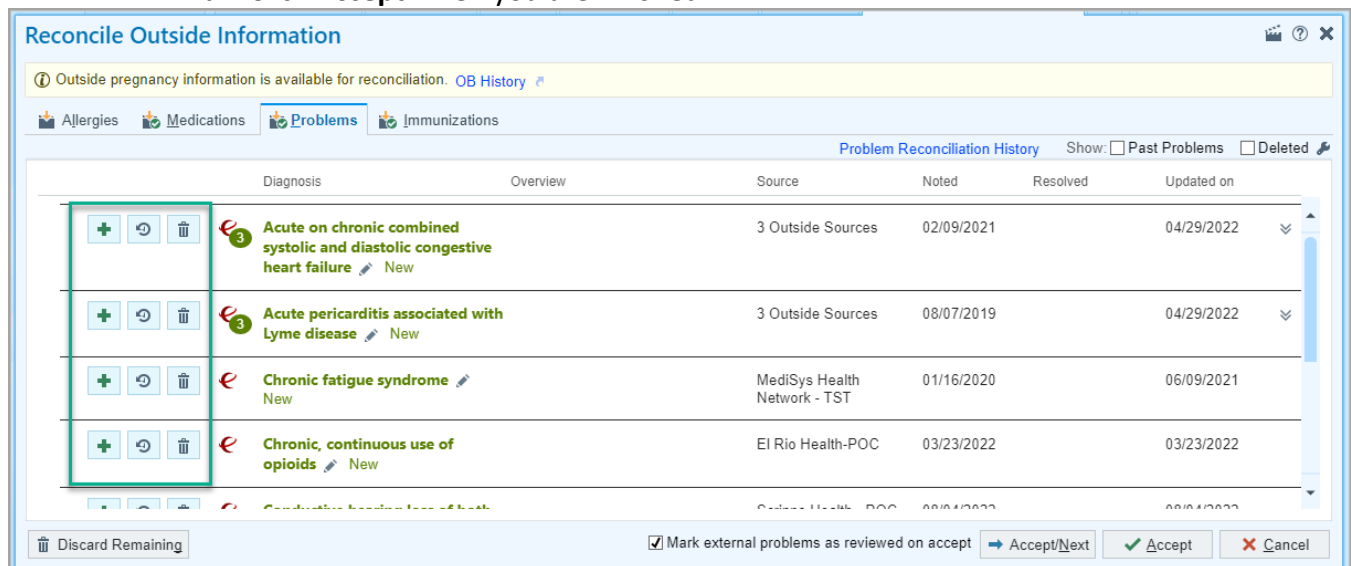 Reconcile Outside Information
Outside pregnancy information is available for reconciliation. OB History
Allergies Medications Problems Immunizations
Problem Reconciliation History Show: Past Problems Deleted
Diagnosis Overview Source Noted Resolved Updated on
3 Acute on chronic combined 3 Outside Sources 02/09/2021 04/29/2022
systolic and diastolic congestive
heart failure New
3 Acute pericarditis associated with 3 Outside Sources 08/07/2019 04/29/2022
Lyme disease New
Chronic fatigue syndrome MediSys Health 01/16/2020 06/09/2021
New Network - TST
Chronic, continuous use of El Rio Health-POC 03/23/2022 03/23/2022
opioids New
Discard Remaining Mark external problems as reviewed on accept Accept/Next Accept Cancel